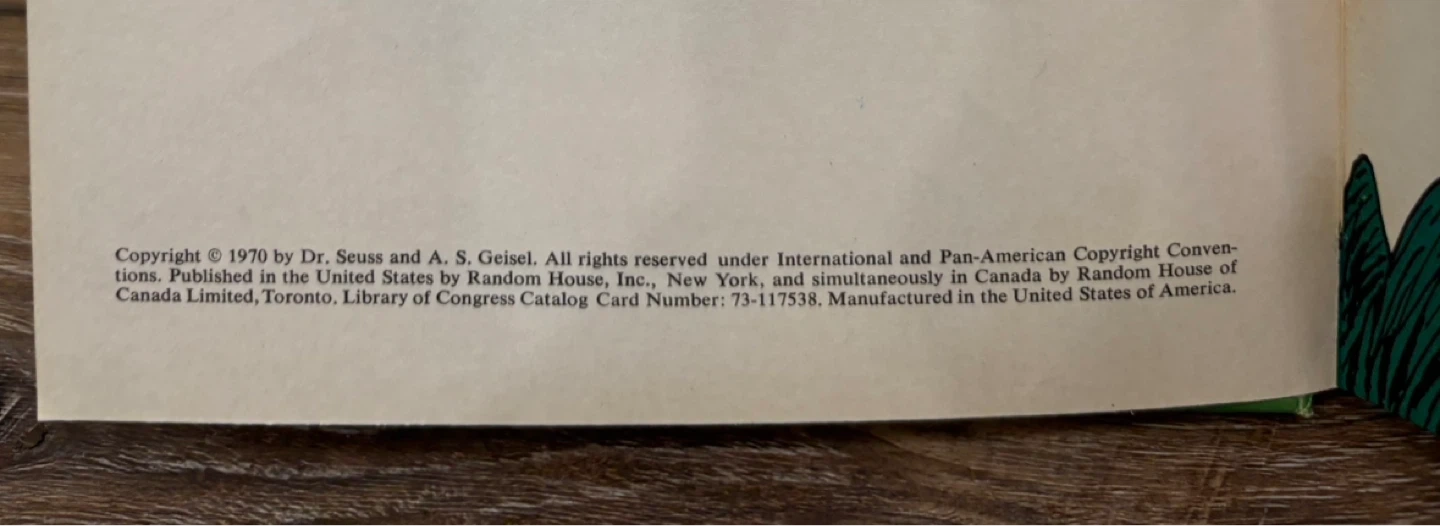 Copyright © 1970 by Dr. Seuss and A. S. Geisel. All rights reserved under International and Pan-American Copyright Conven-
tions. Published in the United States by Random House, Inc., New York, and simultaneously in Canada by Random House of
Canada Limited, Toronto. Library of Congress Catalog Card Number: 73-117538. Manufactured in the United States of America.